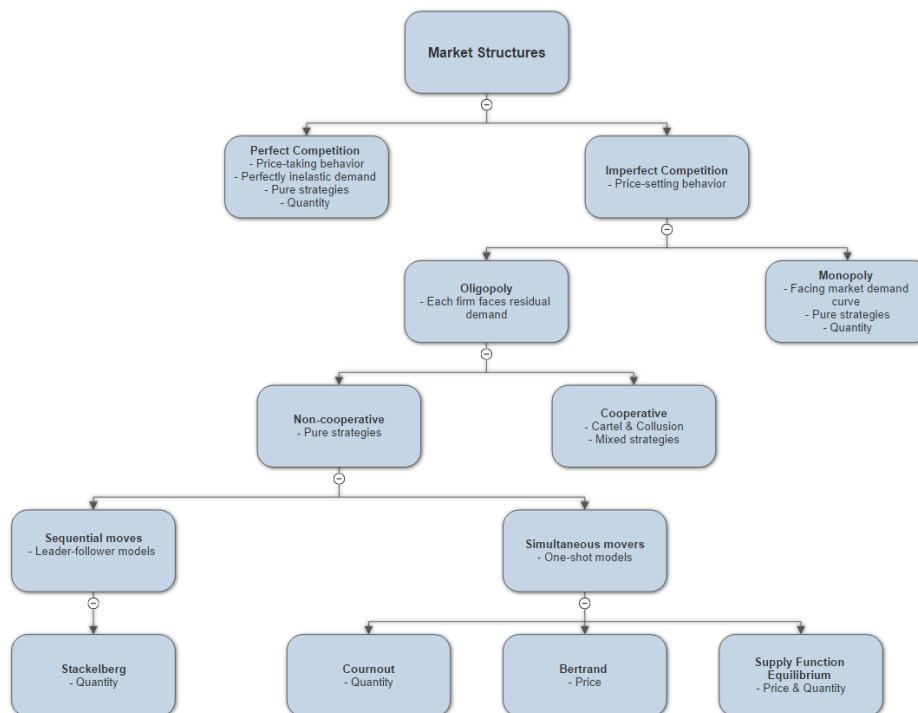 Market Structures
Perfect Competition
- Price-taking behavior
- Perfectly inelastic demand
- Pure strategies
- Quantity
Imperfect Competition
- Price-setting behavior
Oligopoly
- Each firm faces residual
demand
Monopoly
- Facing market demand
curve
- Pure strategies
- Quantity
Non-cooperative
- Pure strategies
Cooperative
- Cartel & Collusion
- Mixed strategies
Sequential moves
- Leader-follower models
Simultaneous movers
- One-shot models
Stackelberg
- Quantity
Cournout
- Quantity
Bertrand
- Price
Supply Function
Equilibrium
- Price & Quantity